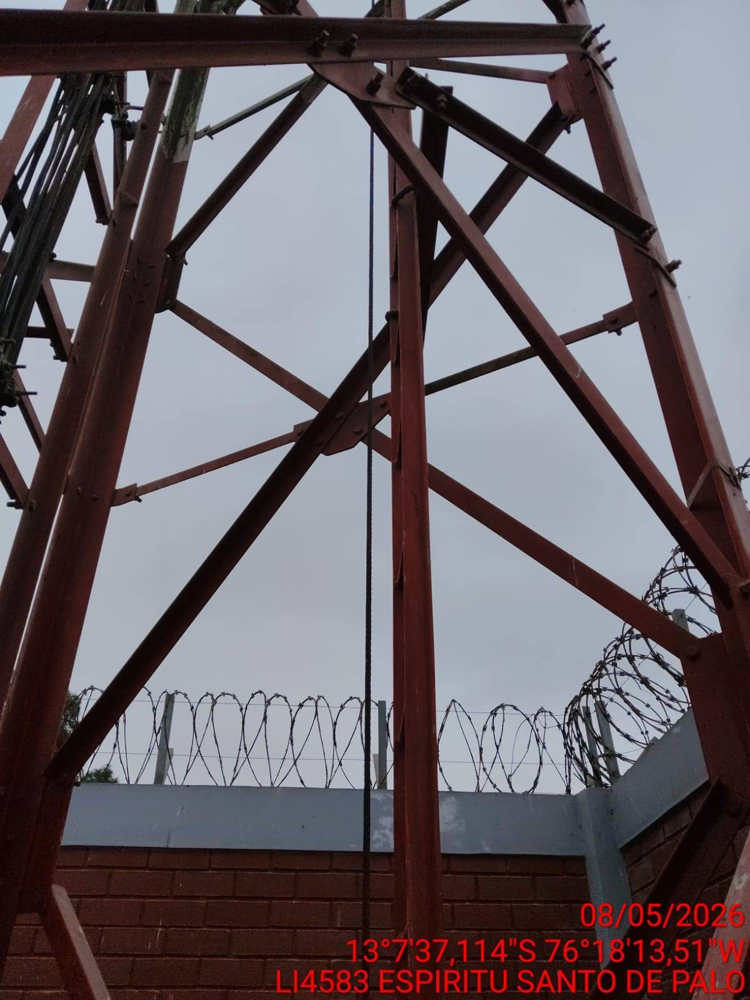 08/05/2026
13°7'37,114"S 76°18'13,51"W
LI4583 ESPIRITU SANTO DE PALO